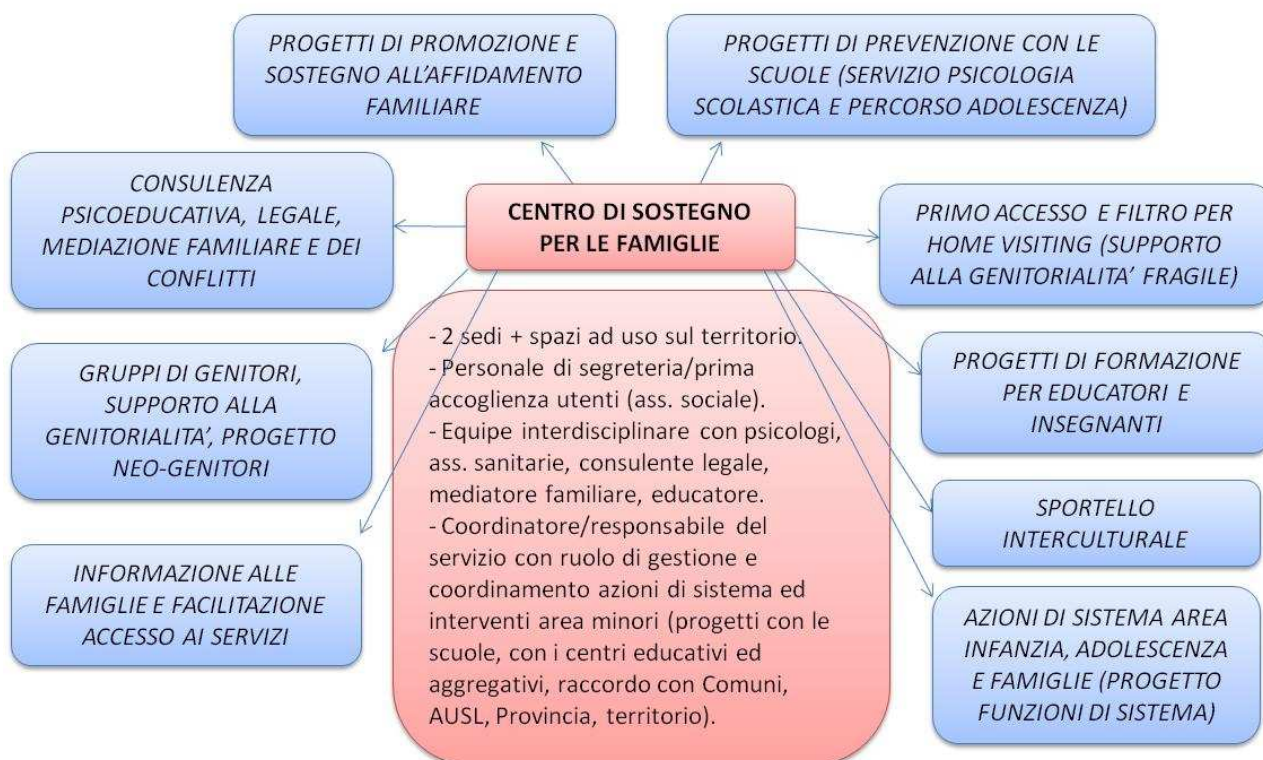 PROGETTI DI PROMOZIONE E
SOSTEGNO ALL'AFFIDAMENTO
FAMILIARE
PROGETTI DI PREVENZIONE CON LE
SCUOLE (SERVIZIO PSICOLOGIA
SCOLASTICA E PERCORSO ADOLESCENZA)
CONSULENZA
PSICOEDUCATIVA, LEGALE,
MEDIAZIONE FAMILIARE E DEI
CONFLITTI
CENTRO DI SOSTEGNO
PER LE FAMIGLIE
PRIMO ACCESSO E FILTRO PER
HOME VISITING (SUPPORTO
ALLA GENITORIALITA' FRAGILE)
GRUPPI DI GENITORI,
SUPPORTO ALLA
GENITORIALITA', PROGETTO
NEO-GENITORI
- 2 sedi + spazi ad uso sul territorio.
- Personale di segreteria/prima
accoglienza utenti (ass. sociale).
- Equipe interdisciplinare con psicologi,
ass. sanitarie, consulente legale,
mediatore familiare, educatore.
- Coordinatore/responsabile del
servizio con ruolo di gestione e
coordinamento azioni di sistema ed
interventi area minori (progetti con le
scuole, con i centri educativi ed
aggregativi, raccordo con Comuni,
AUSL, Provincia, territorio).
PROGETTI DI FORMAZIONE
PER EDUCATORI E
INSEGNANTI
SPORTELLO
INTERCULTURALE
INFORMAZIONE ALLE
FAMIGLIE E FACILITAZIONE
ACCESSO AI SERVIZI
AZIONI DI SISTEMA AREA
INFANZIA, ADOLESCENZA
E FAMIGLIE (PROGETTO
FUNZIONI DI SISTEMA)